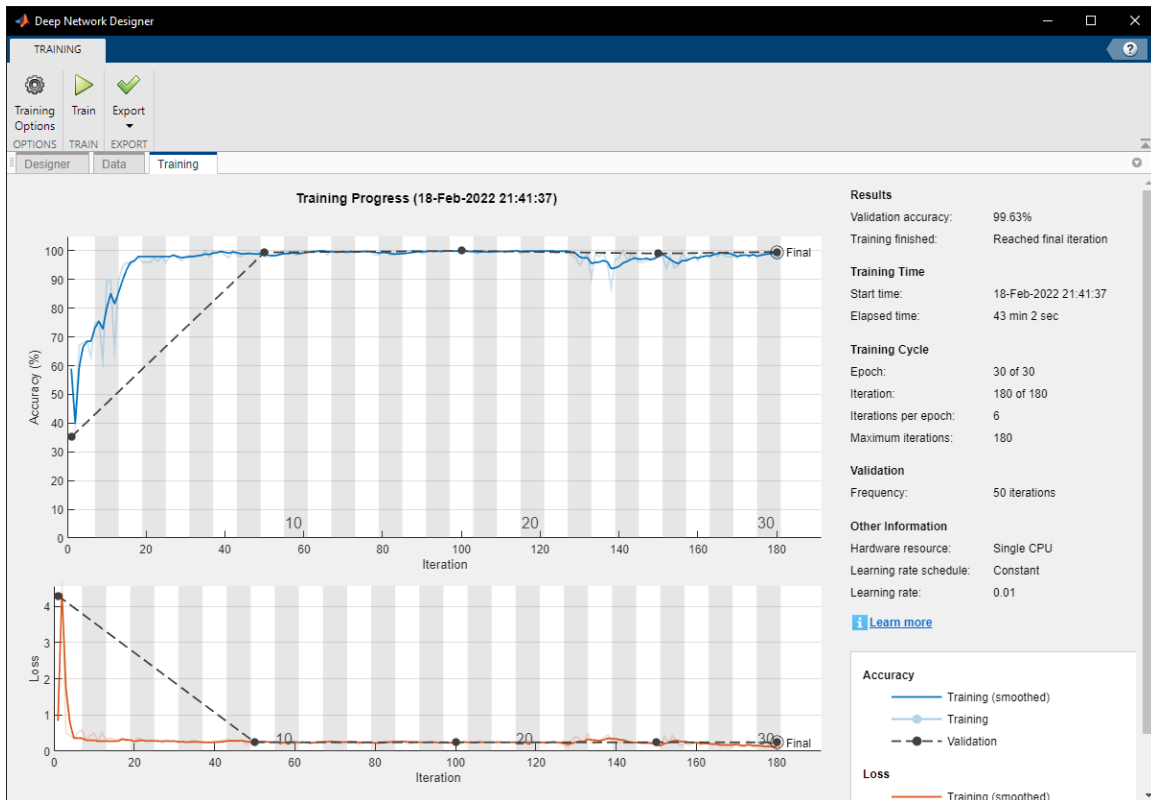 Deep Network Designer
TRAINING
?
Training Options
Train
Export
OPTIONS
TRAIN
EXPORT
Designer
Data
Training
Training Progress (18-Feb-2022 21:41:37)
Accuracy (%)
100
90
80
70
60
50
40
30
20
10
0
10
20
30
Final
0 20 40 60 80 100 120 140 160 180
Iteration
Loss
4
3
2
1
0
10
20
30
Final
0 20 40 60 80 100 120 140 160 180
Iteration
Results
Validation accuracy: 99.63%
Training finished: Reached final iteration
Training Time
Start time: 18-Feb-2022 21:41:37
Elapsed time: 43 min 2 sec
Training Cycle
Epoch: 30 of 30
Iteration: 180 of 180
Iterations per epoch: 6
Maximum iterations: 180
Validation
Frequency: 50 iterations
Other Information
Hardware resource: Single CPU
Learning rate schedule: Constant
Learning rate: 0.01
i Learn more
Accuracy
Training (smoothed)
Training
Validation
Loss
Training (smoothed)